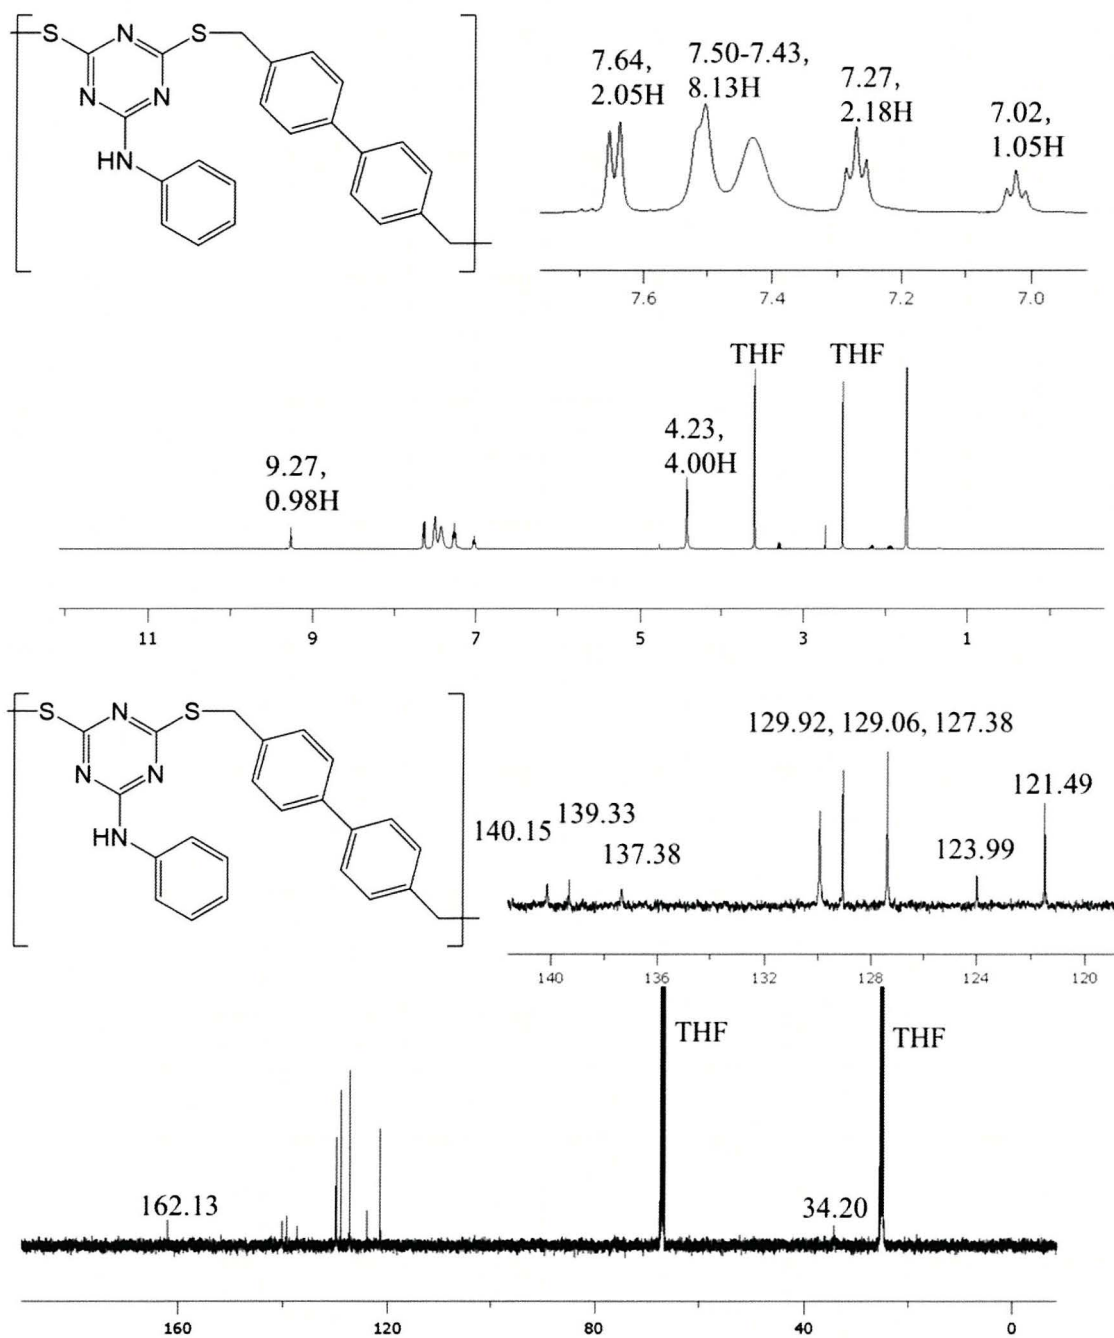 S N S
N N
HN
7.64,
2.05H
7.50-7.43,
8.13H
7.27,
2.18H
7.02,
1.05H
7.6 7.4 7.2 7.0
THF THF
4.23,
4.00H
9.27,
0.98H
11 9 7 5 3 1
S N S
N N
HN
129.92, 129.06, 127.38
140.15 139.33
137.38
123.99
121.49
140 136 132 128 124 120
THF
THF
162.13
34.20
160 120 80 40 0